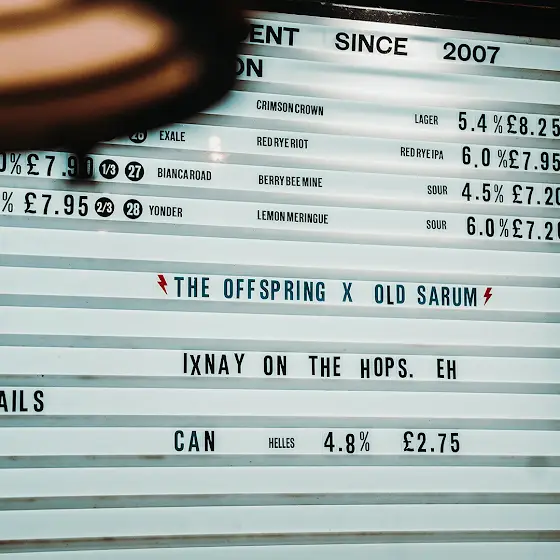 ENT SINCE 2007
ON
CRIMSON CROWN LAGER 5.4% £8.25
26 EXALE RED RYE RIOT RED RYE IPA 6.0% £7.95
0% £7.90 1/3 27 BIANCA ROAD BERRY BEE MINE SOUR 4.5% £7.20
% £7.95 2/3 28 YONDER LEMON MERINGUE SOUR 6.0% £7.20
THE OFFSPRING X OLD SARUM
IXNAY ON THE HOPS. EH
AILS
CAN HELLES 4.8% £2.75